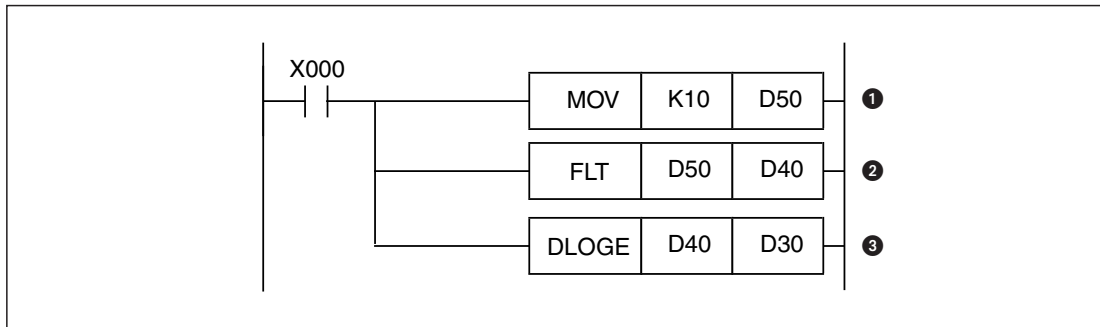 X000
MOV K10 D50 ❶
FLT D50 D40 ❷
DLOGE D40 D30 ❸